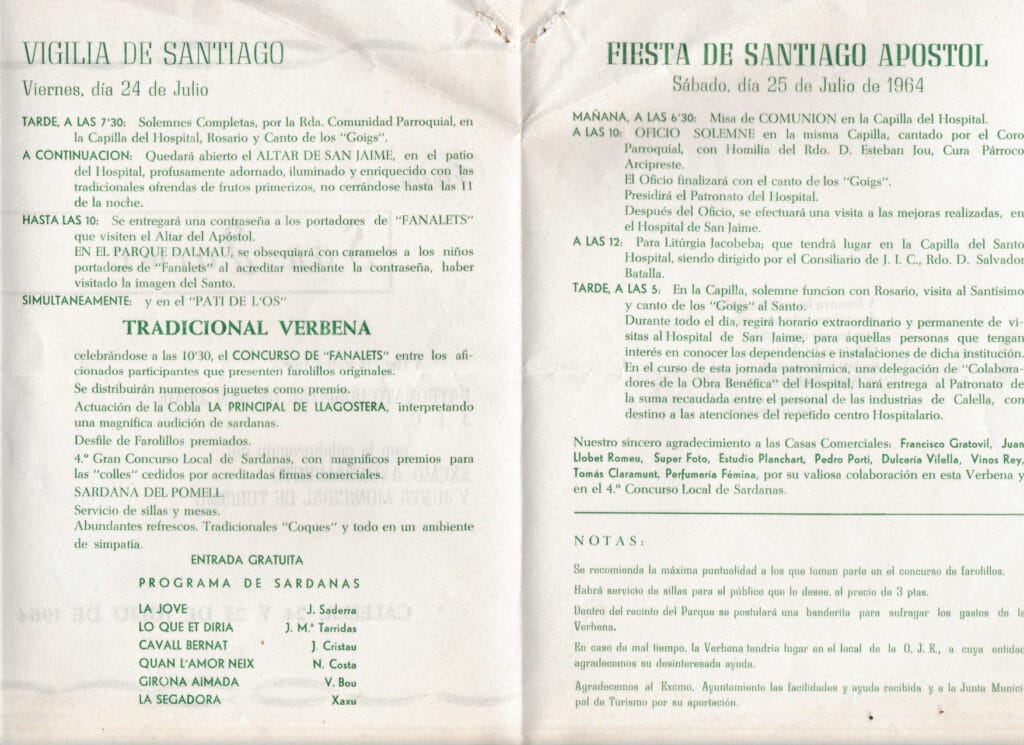 VIGILIA DE SANTIAGO
Viernes, día 24 de Julio
TARDE, A LAS 7'30: Solemnes Completas, por la Rda. Comunidad Parroquial, en
la Capilla del Hospital, Rosario y Canto de los "Goigs".
A CONTINUACION: Quedará abierto el ALTAR DE SAN JAIME, en el patio
del Hospital, profusamente adornado, iluminado y enriquecido con las
tradicionales ofrendas de frutos primerizos, no cerrándose hasta las 11
de la noche.
HASTA LAS 10: Se entregará una contraseña a los portadores de "FANALETS"
que visiten el Altar del Apóstol.
EN EL PARQUE DALMAU, se obsequirá con caramelos a los niños
portadores de "Fanalets" al acreditar mediante la contraseña, haber
visitado la imagen del Santo.
SIMULTANEAMENTE: y en el "PATI DE L'OS"
TRADICIONAL VERBENA
celebrándose a las 10'30, el CONCURSO DE "FANALETS" entre los afi-
cionados participantes que presenten farolillos originales.
Se distribuirán numerosos juguetes como premio.
Actuación de la Cobla LA PRINCIPAL DE LLAGOSTERA, interpretando
una magnífica audición de sardanas.
Desfile de Farolillos premiados.
4.º Gran Concurso Local de Sardanas, con magníficos premios para
las "colles" cedidos por acreditadas firmas comerciales.
SARDANA DEL POMELL.
Servicio de sillas y mesas.
Abundantes refrescos. Tradicionales "Coques" y todo en un ambiente
de simpatía.
ENTRADA GRATUITA
PROGRAMA DE SARDANAS
LA JOVE J. Saderra
LO QUE ET DIRIA J. M.ª Tarridas
CAVALL BERNAT J. Cristau
QUAN L'AMOR NEIX N. Costa
GIRONA AIMADA V. Bou
LA SEGADORA Xaxu
FIESTA DE SANTIAGO APOSTOL
Sábado, día 25 de Julio de 1964
MAÑANA, A LAS 6'30: Misa de COMUNION en la Capilla del Hospital.
A LAS 10: OFICIO SOLEMNE en la misma Capilla, cantado por el Coro
Parroquial, con Homilia del Rdo. D. Esteban Jou, Cura Párroco
Arcipreste.
El Oficio finalizará con el canto de los "Goigs".
Presidirá el Patronato del Hospital.
Después del Oficio, se efectuará una visita a las mejoras realizadas, en
el Hospital de San Jaime.
A LAS 12: Para Litúrgia Jacobeba; que tendrá lugar en la Capilla del Santo
Hospital, siendo dirigido por el Consiliario de J. I. C., Rdo. D. Salvador
Batalla.
TARDE, A LAS 5: En la Capilla, solemne funcion con Rosario, visita al Santísimo
y canto de los "Goigs" al Santo.
Durante todo el día, regirá horario extraordinario y permanente de vi-
sitas al Hospital de San Jaime, para aquellas personas que tengan
interés en conocer las dependencias e instalaciones de dicha institución.
En el curso de esta jornada patronímica, una delegación de "Colabora-
dores de la Obra Benéfica" del Hospital, hará entrega al Patronato de
la suma recaudada entre el personal de las industrias de Calella, con
destino a las atenciones del repetido centro Hospitalario.
Nuestro sincero agradecimiento a las Casas Comerciales: Francisco Gratovil, Juan
Llobet Romeu, Super Foto, Estudio Planchart, Pedro Porti, Dulcería Vilella, Vinos Rey,
Tomás Claramunt, Perfumería Fémina, por su valiosa colaboración en esta Verbena y
en el 4.º Concurso Local de Sardanas.
NOTAS:
Se recomienda la máxima puntualidad a los que tomen parte en el concurso de farolillos.
Habrá servicio de sillas para el público que lo desee, al precio de 3 ptas.
Dentro del recinto del Parque se postulará una banderita para sufragar los gastos de la
Verbena.
En caso de mal tiempo, la Verbena tendría lugar en el local de la O. J. E., a cuya entidad
agradecemos su desinteresada ayuda.
Agradecemos al Excmo. Ayuntamiento las facilidades y ayuda recibida y a la Junta Munici
pal de Turismo por su aportación.